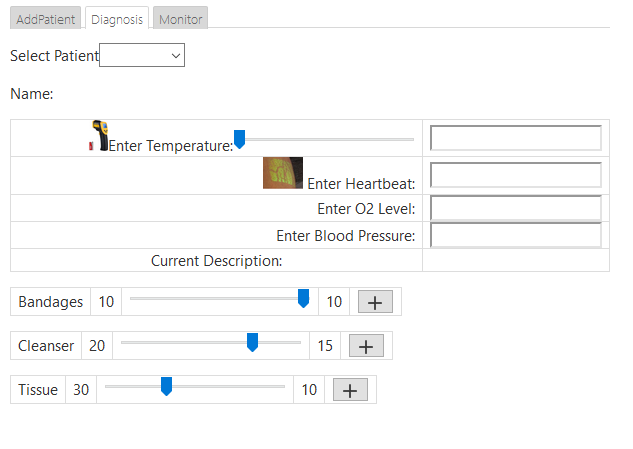 AddPatient Diagnosis Monitor
Select Patient
Name:
Enter Temperature:
Enter Heartbeat:
Enter O2 Level:
Enter Blood Pressure:
Current Description:
Bandages 10 10 +
Cleanser 20 15 +
Tissue 30 10 +